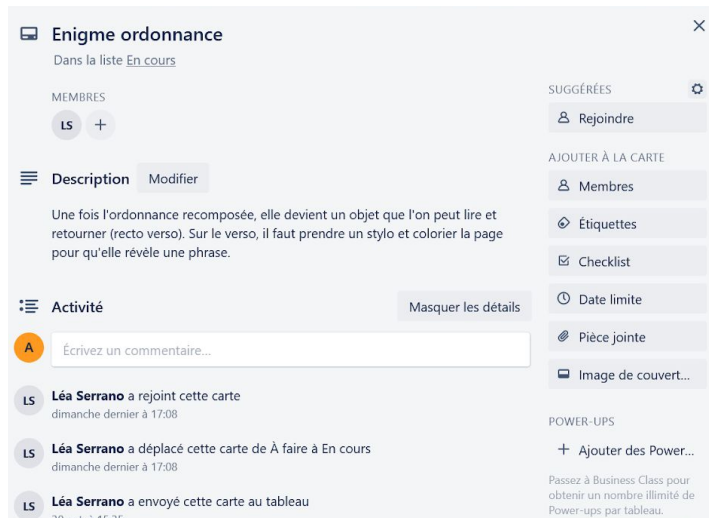 Enigme ordonnance
Dans la liste En cours
MEMBRES
LS +
Description Modifier
Une fois l'ordonnance recomposée, elle devient un objet que l'on peut lire et
retourner (recto verso). Sur le verso, il faut prendre un stylo et colorier la page
pour qu'elle révèle une phrase.
Activité Masquer les détails
A Écrivez un commentaire...
LS Léa Serrano a rejoint cette carte
dimanche dernier à 17:08
LS Léa Serrano a déplacé cette carte de À faire à En cours
dimanche dernier à 17:08
LS Léa Serrano a envoyé cette carte au tableau
SUGGÉRÉES
Rejoindre
AJOUTER À LA CARTE
Membres
Étiquettes
Checklist
Date limite
Pièce jointe
Image de couvert...
POWER-UPS
+ Ajouter des Power...
Passez à Business Class pour
obtenir un nombre illimité de
Power-ups par tableau.